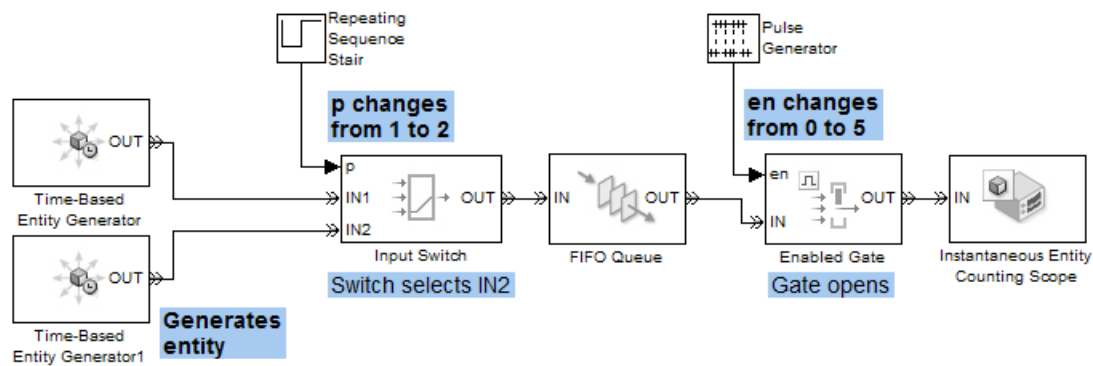 Repeating
Sequence
Stair
Pulse
Generator
p changes
from 1 to 2
en changes
from 0 to 5
OUT
Time-Based
Entity Generator
p
IN1
IN2
OUT
Input Switch
Switch selects IN2
IN
OUT
FIFO Queue
en
IN
OUT
Enabled Gate
Gate opens
IN
Instantaneous Entity
Counting Scope
OUT
Time-Based
Entity Generator1
Generates
entity